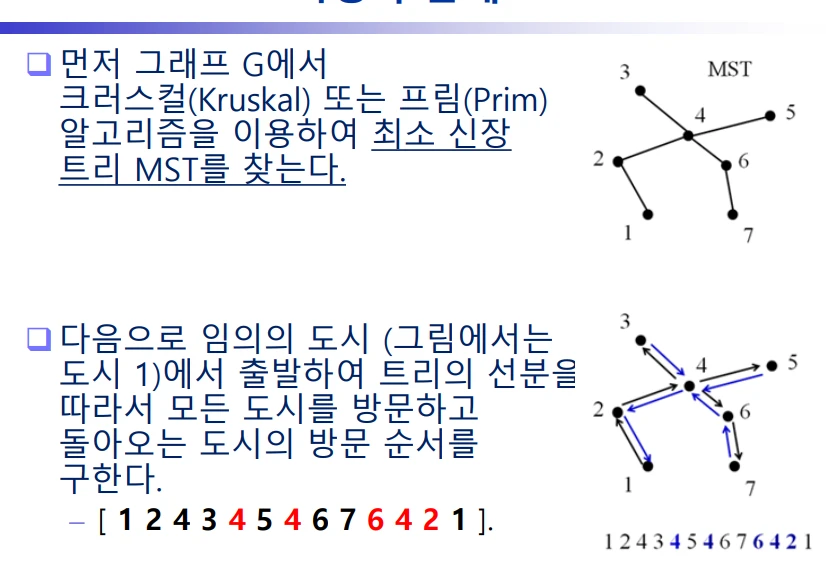 ❑ 먼저 그래프 G에서
크러스컬(Kruskal) 또는 프림(Prim)
알고리즘을 이용하여 최소 신장
트리 MST를 찾는다.
3 MST
4 5
2 6
1 7
❑ 다음으로 임의의 도시 (그림에서는
도시 1)에서 출발하여 트리의 선분을
따라서 모든 도시를 방문하고
돌아오는 도시의 방문 순서를
구한다.
– [ 1 2 4 3 4 5 4 6 7 6 4 2 1 ].
3
4 5
2 6
1 7
1 2 4 3 4 5 4 6 7 6 4 2 1